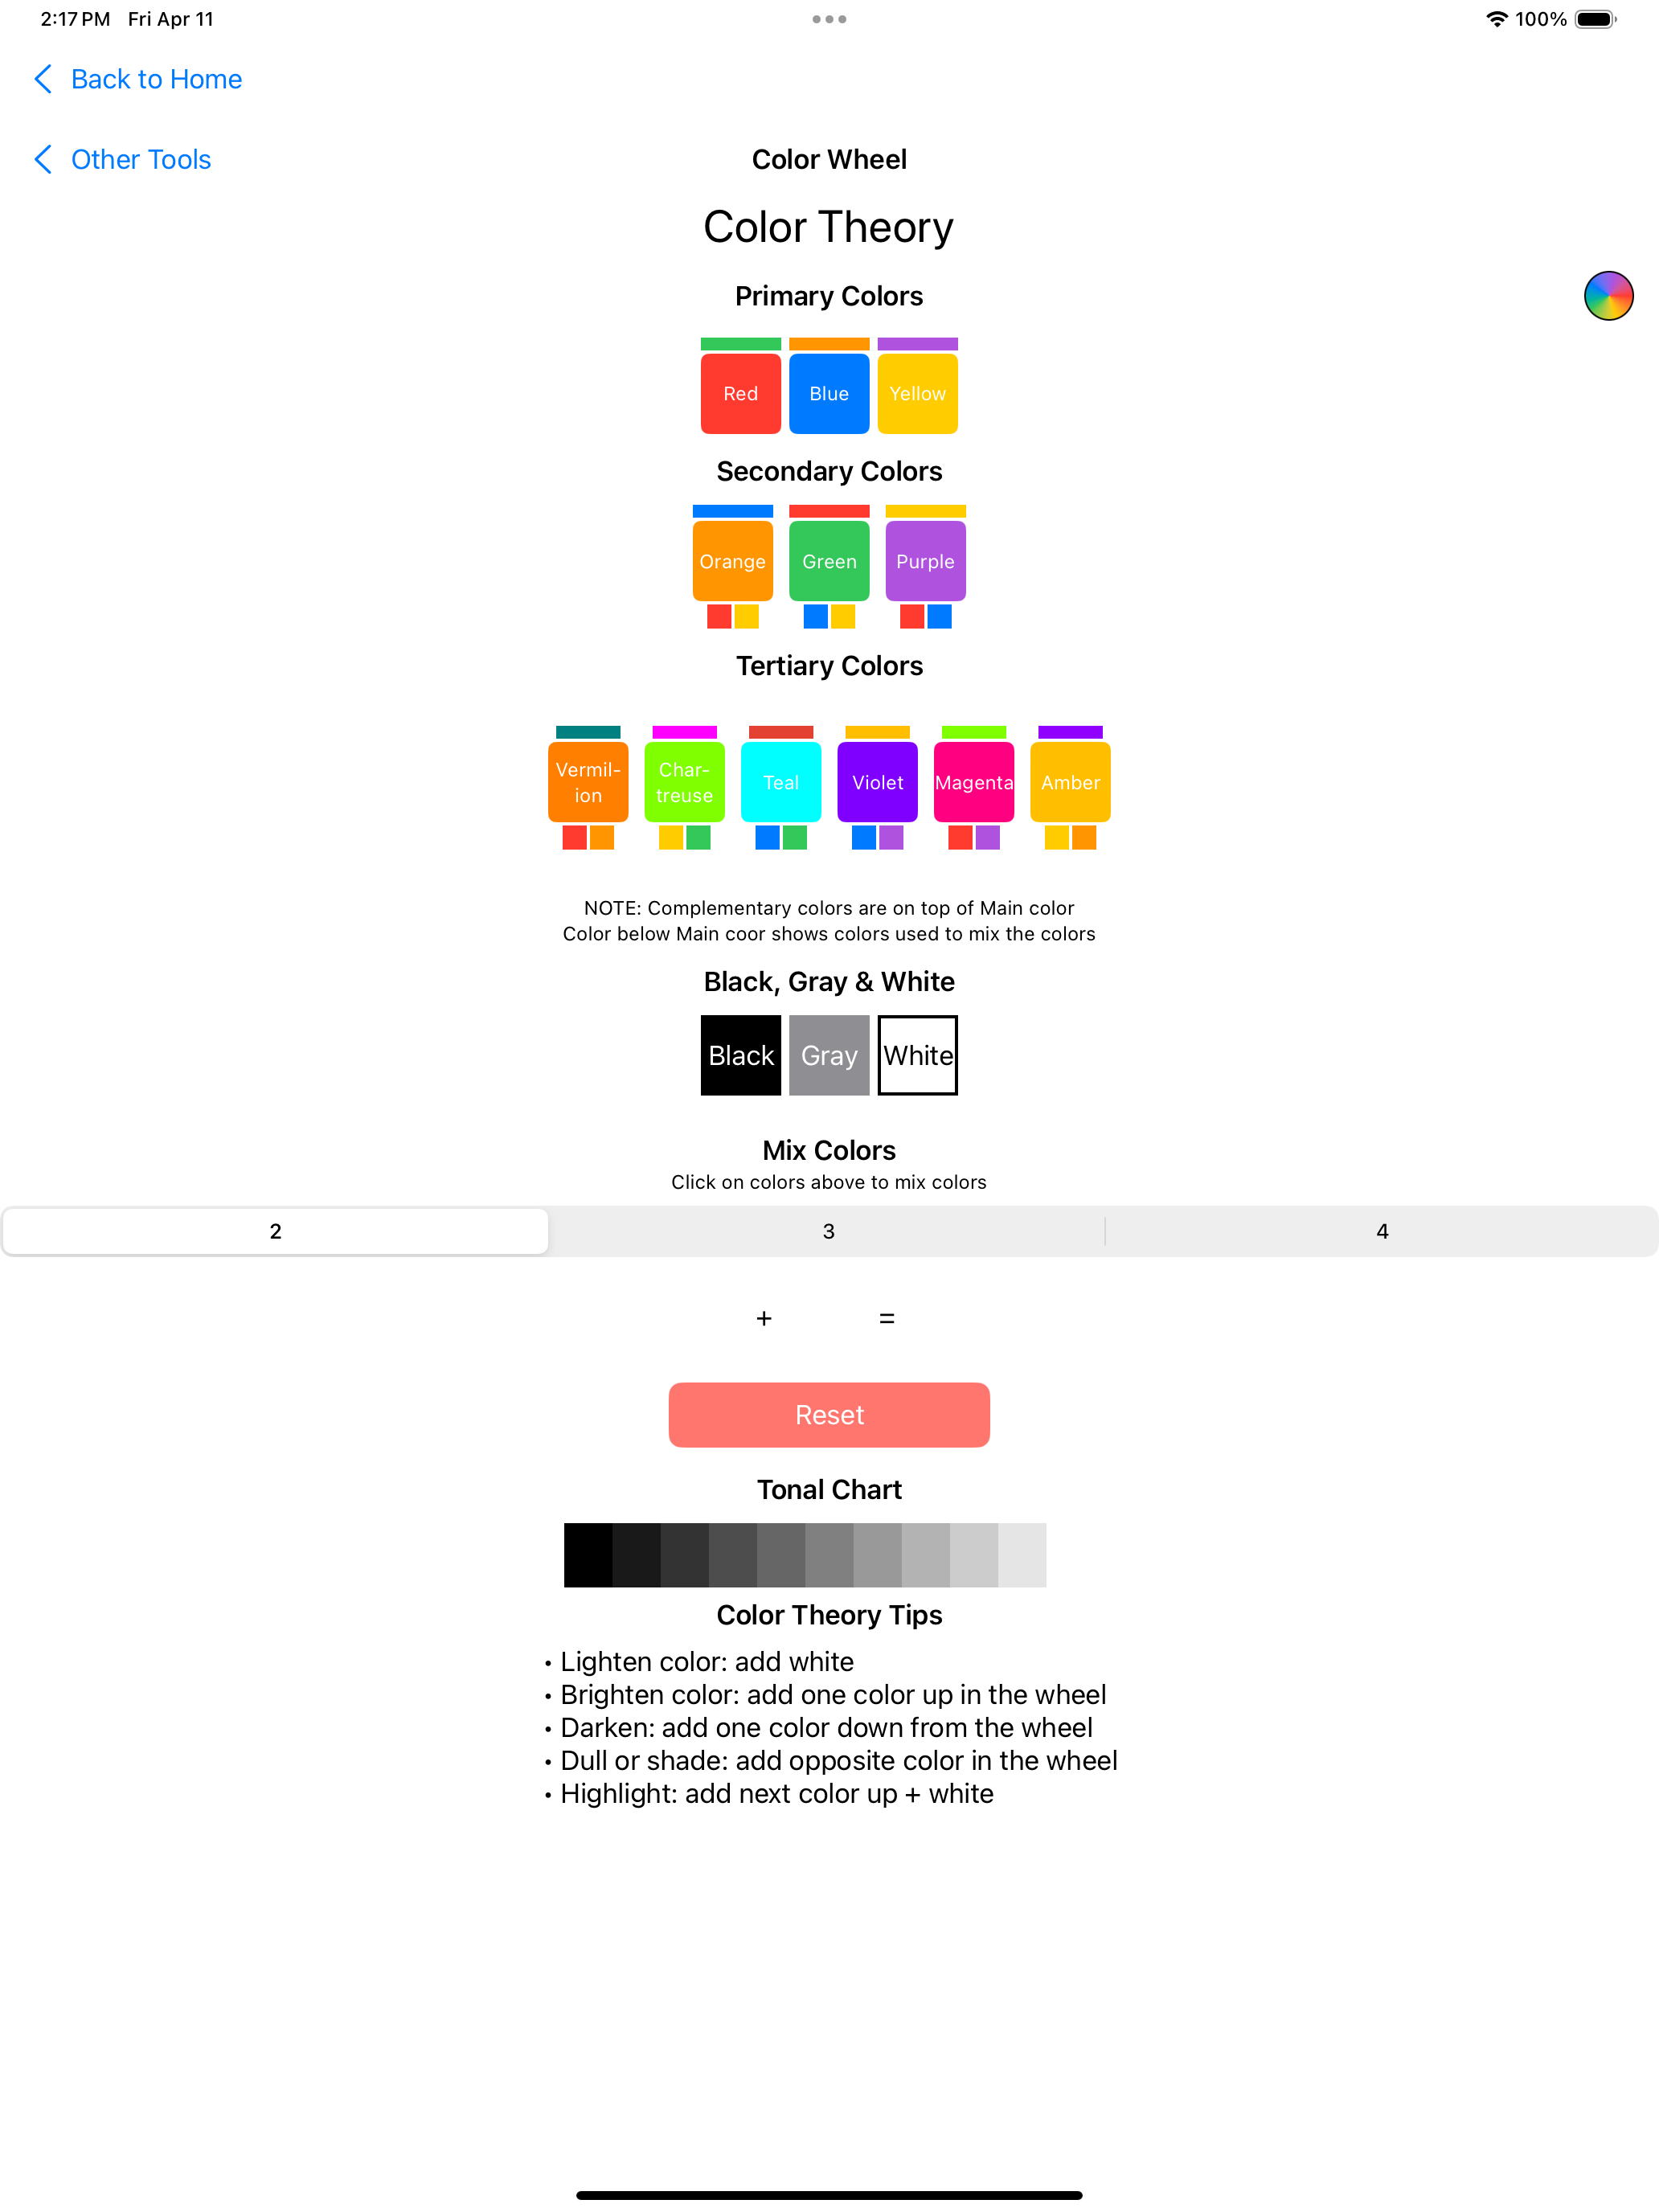 2:17 PM Fri Apr 11
100%
Back to Home
Other Tools
Color Wheel
Color Theory
Primary Colors
Red Blue Yellow
Secondary Colors
Orange Green Purple
Tertiary Colors
Vermil-
ion
Char-
treuse
Teal
Violet
Magenta
Amber
NOTE: Complementary colors are on top of Main color
Color below Main coor shows colors used to mix the colors
Black, Gray & White
Black Gray White
Mix Colors
Click on colors above to mix colors
2 3 4
+ =
Reset
Tonal Chart
Color Theory Tips
• Lighten color: add white
• Brighten color: add one color up in the wheel
• Darken: add one color down from the wheel
• Dull or shade: add opposite color in the wheel
• Highlight: add next color up + white